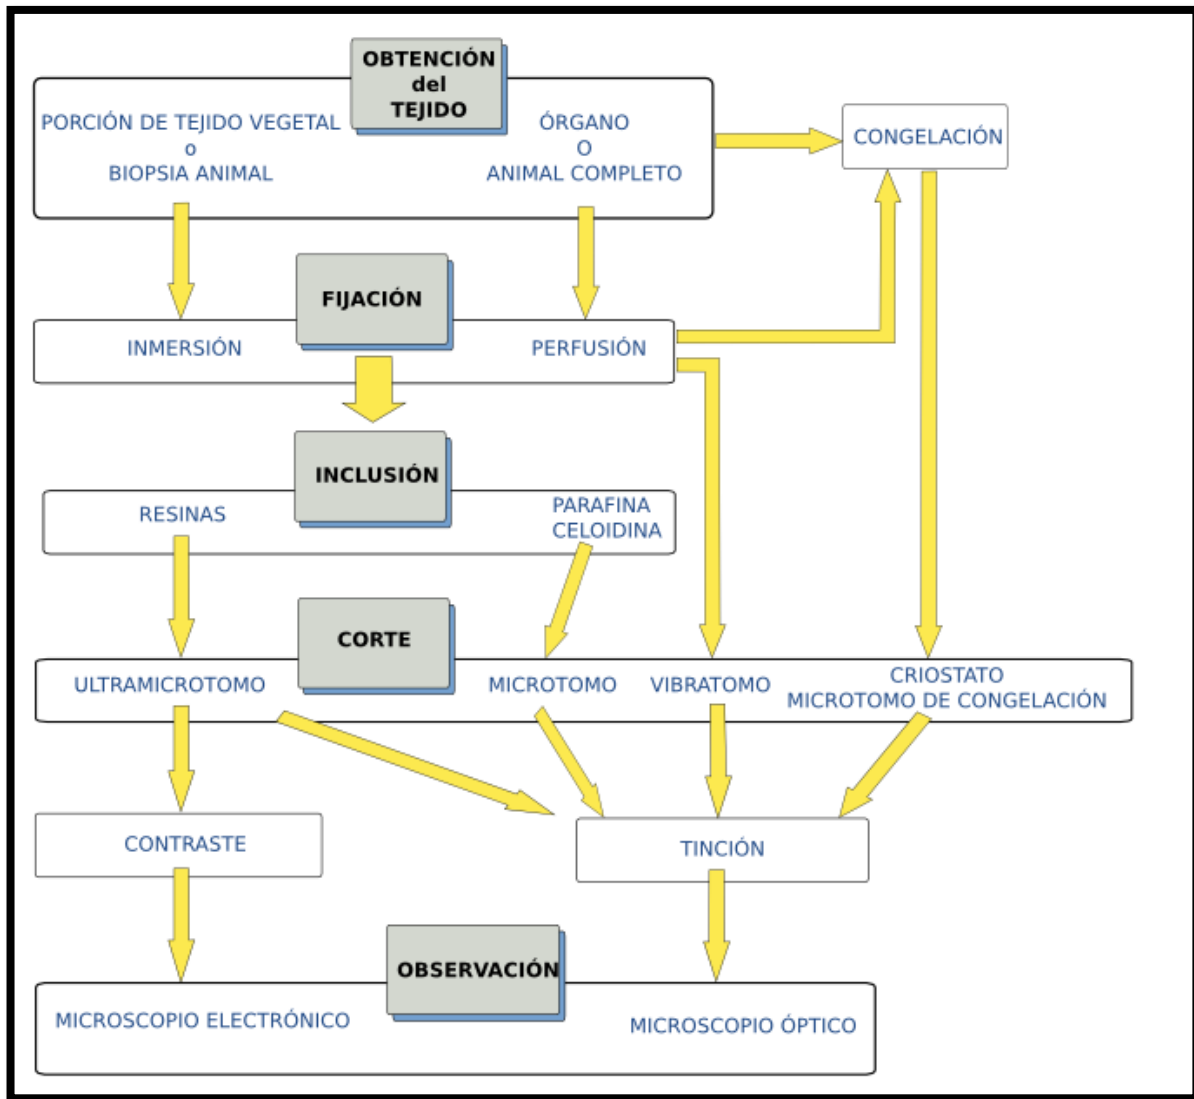 OBTENCIÓN
del
TEJIDO
PORCIÓN DE TEJIDO VEGETAL
o
BIOPSIA ANIMAL
ÓRGANO
O
ANIMAL COMPLETO
CONGELACIÓN
FIJACIÓN
INMERSIÓN
PERFUSIÓN
INCLUSIÓN
RESINAS
PARAFINA
CELOIDINA
CORTE
ULTRAMICROTOMO
MICROTOMO
VIBRATOMO
CRIOSTATO
MICROTOMO DE CONGELACIÓN
CONTRASTE
TINCIÓN
OBSERVACIÓN
MICROSCOPIO ELECTRÓNICO
MICROSCOPIO ÓPTICO